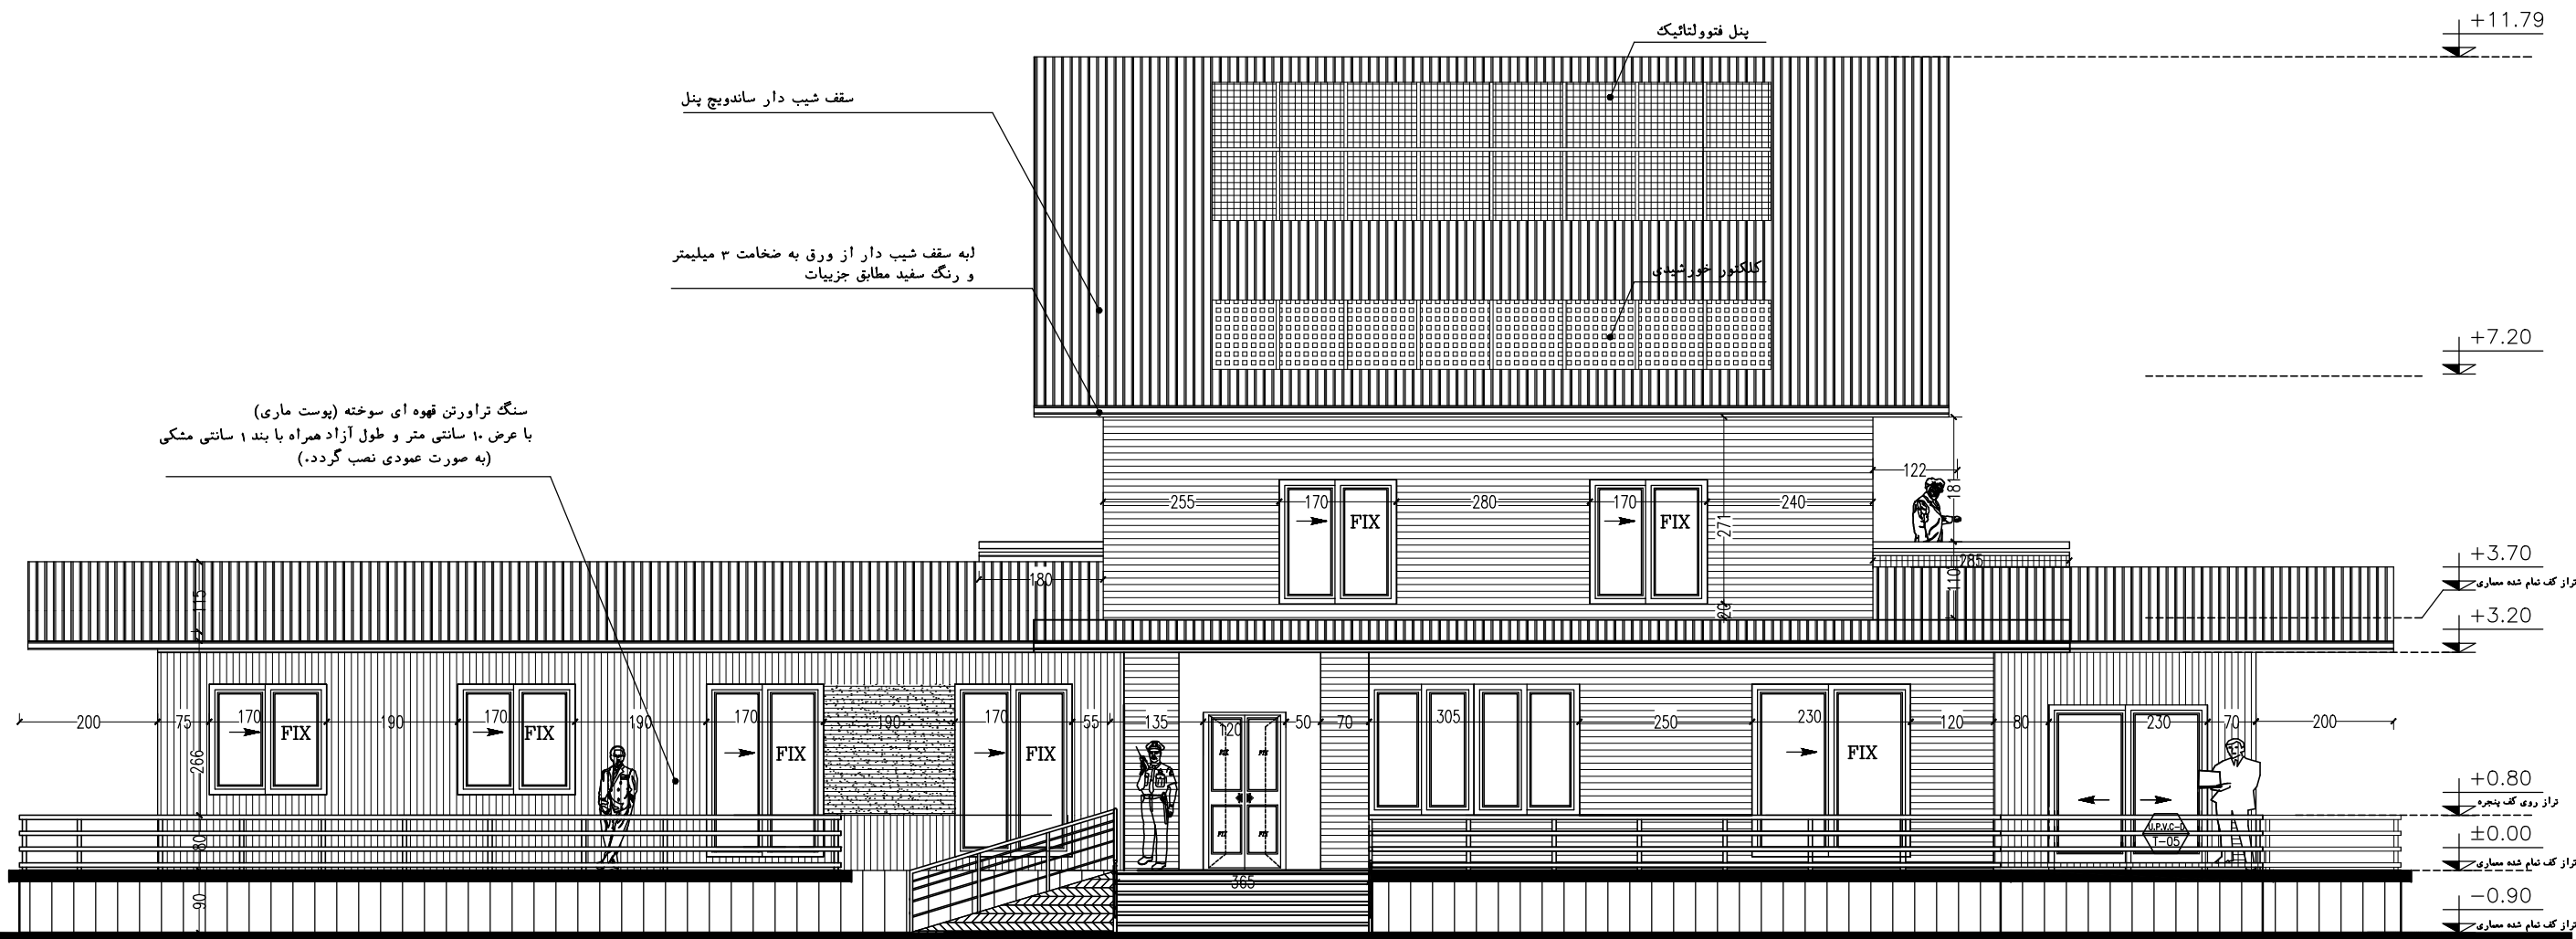 +11.79
پنل فتوولتائیک
سقف شیب دار ساندویچ پنل
لبه سقف شیب دار از ورق به ضخامت ۳ میلیمتر
و رنگ سفید مطابق جزییات
کلکتور خورشیدی
+7.20
سنگ تراورتن قهوه ای سوخته (پوست ماری)
با عرض ۱۰ سانتی متر و طول آزاد همراه با بند ۱ سانتی مشکی
(به صورت عمودی نصب گردد.)
122
181
255 170 280 170 240
FIX FIX
271
+3.70
تراز کف تمام شده معماری
180
285
110
20
115
+3.20
200 75 170 190 170 190 170 190 170 55 135 120 50 70 305 250 230 120 80 230 70 200
FIX FIX FIX FIX FIX
266
+0.80
تراز روی کف پنجره
U.P.V.C-D
T-05
±0.00
تراز کف تمام شده معماری
80
365
90
-0.90
تراز کف تمام شده معماری